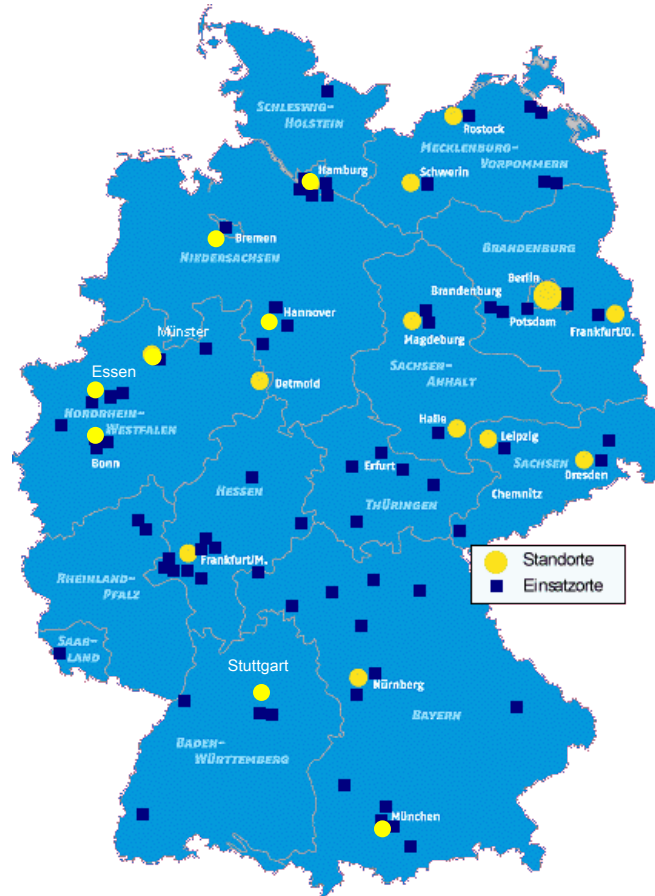 SCHLESWIG-
HOLSTEIN
Rostock
MECKLENBURG-
VORPOMMERN
Hamburg
Schwerin
Bremen
NIEDERSACHSEN
BRANDENBURG
Berlin
Brandenburg
Potsdam
Frankfurt/O.
Hannover
Magdeburg
Münster
SACHSEN-
ANHALT
Essen
Detmold
NORDRHEIN-
WESTFALEN
Halle
Leipzig
Bonn
Erfurt
SACHSEN
Dresden
HESSEN
THÜRINGEN
Chemnitz
Frankfurt/M.
RHEINLAND-
PFALZ
Standorte
Einsatzorte
SAAR-
LAND
Stuttgart
Nürnberg
BAYERN
BADEN-
WÜRTTEMBERG
München